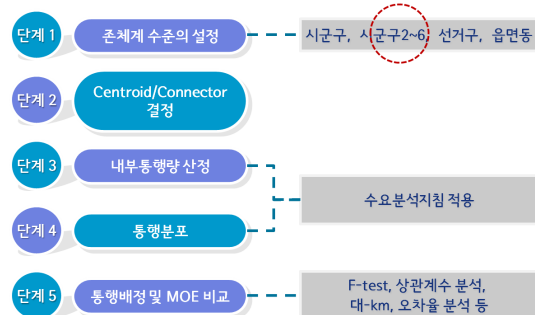 단계 1
존체계 수준의 설정
시군구, 시군구2~6, 선거구, 읍면동
단계 2
Centroid/Connector
결정
단계 3
내부통행량 산정
단계 4
통행분포
수요분석지침 적용
단계 5
통행배정 및 MOE 비교
F-test, 상관계수 분석,
대-km, 오차율 분석 등